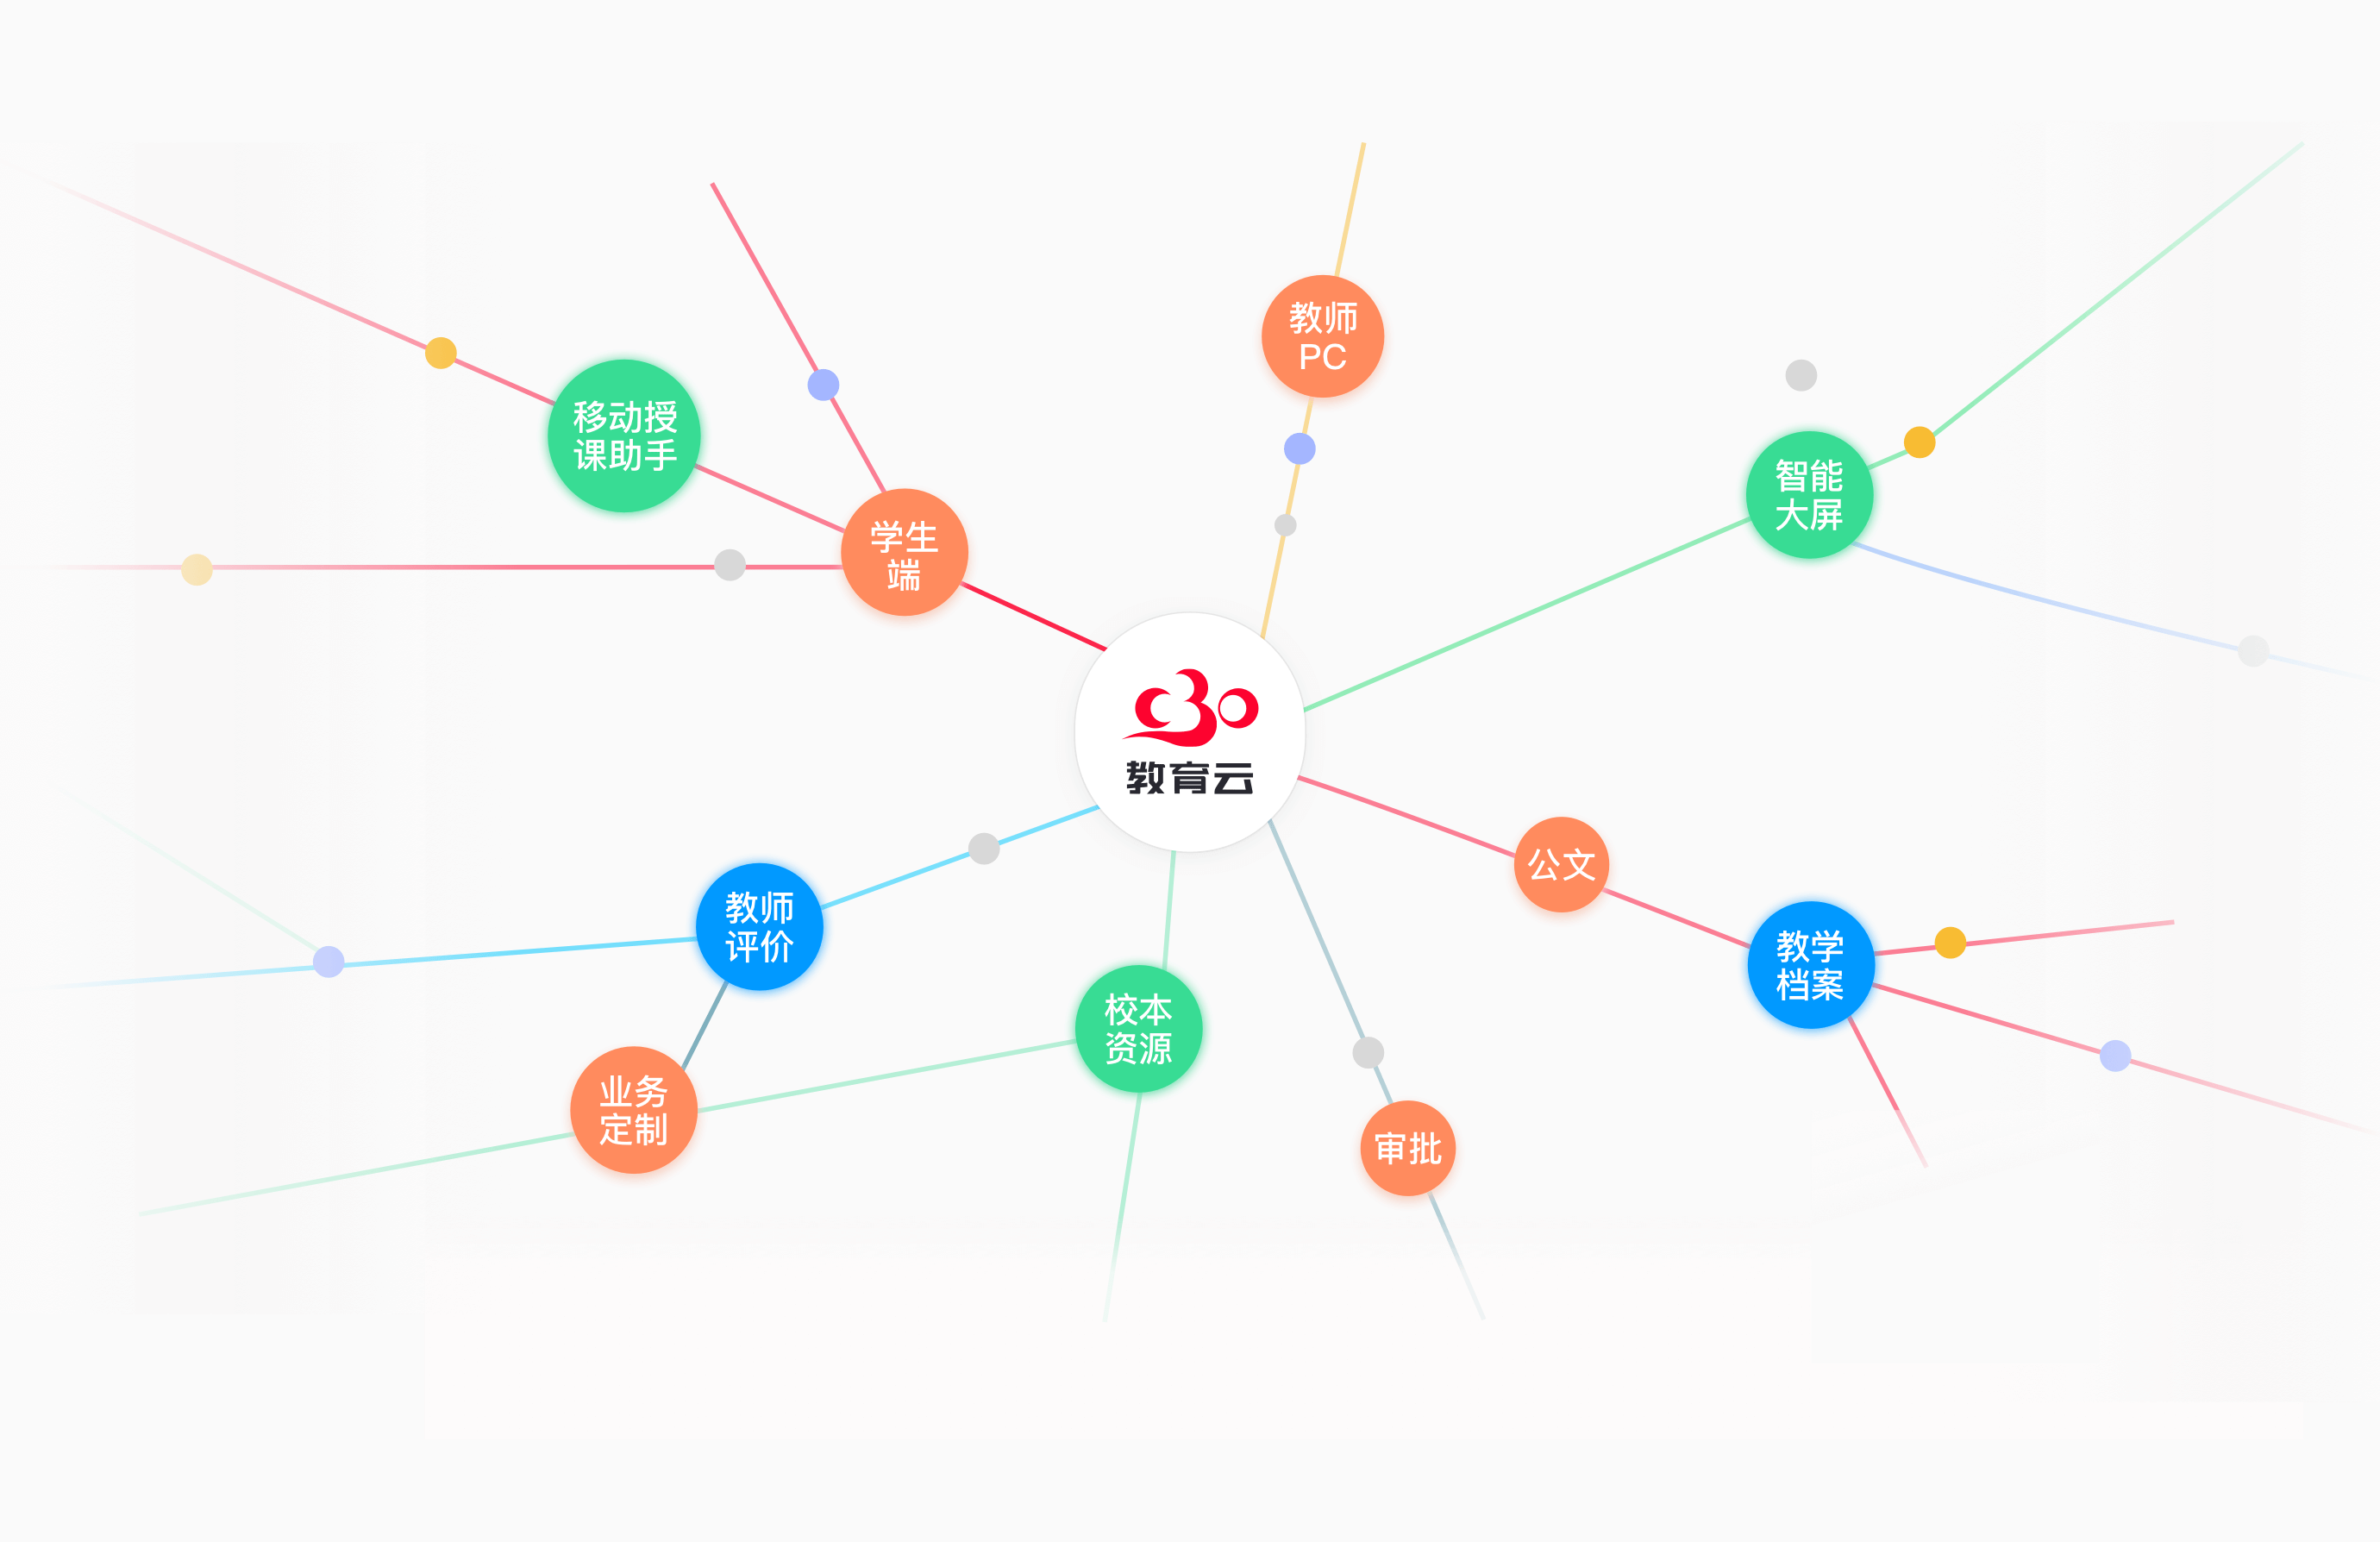 教师
PC
移动授
课助手
智能
大屏
学生
端
教育云
公文
教师
评价
教学
档案
校本
资源
业务
定制
审批